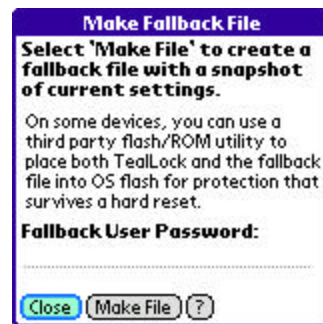 Make Fallback File
Select 'Make File' to create a
fallback file with a snapshot
of current settings.
On some devices, you can use a
third party flash/ROM utility to
place both TealLock and the fallback
file into OS flash for protection that
survives a hard reset.
Fallback User Password:
Close Make File ?